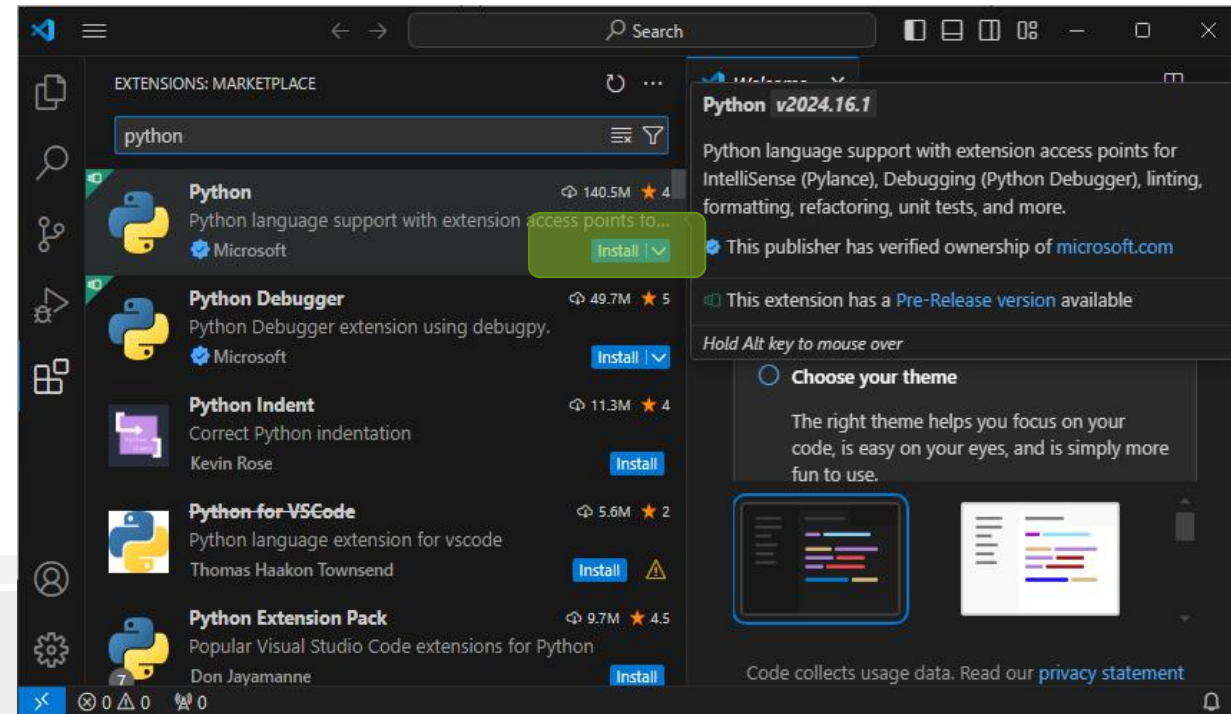 Search
EXTENSIONS: MARKETPLACE
python
Python
140.5M ★ 4
Python language support with extension access points fo...
Microsoft
Install
Python Debugger
49.7M ★ 5
Python Debugger extension using debugpy.
Microsoft
Install
Python Indent
11.3M ★ 4
Correct Python indentation
Kevin Rose
Install
Python for VSCode
5.6M ★ 2
Python language extension for vscode
Thomas Haakon Townsend
Install
Python Extension Pack
9.7M ★ 4.5
Popular Visual Studio Code extensions for Python
7
Don Jayamanne
Install
Welcome
Python v2024.16.1
Python language support with extension access points for
IntelliSense (Pylance), Debugging (Python Debugger), linting,
formatting, refactoring, unit tests, and more.
This publisher has verified ownership of microsoft.com
This extension has a Pre-Release version available
Hold Alt key to mouse over
Choose your theme
The right theme helps you focus on your
code, is easy on your eyes, and is simply more
fun to use.
Code collects usage data. Read our privacy statement
0 0 0